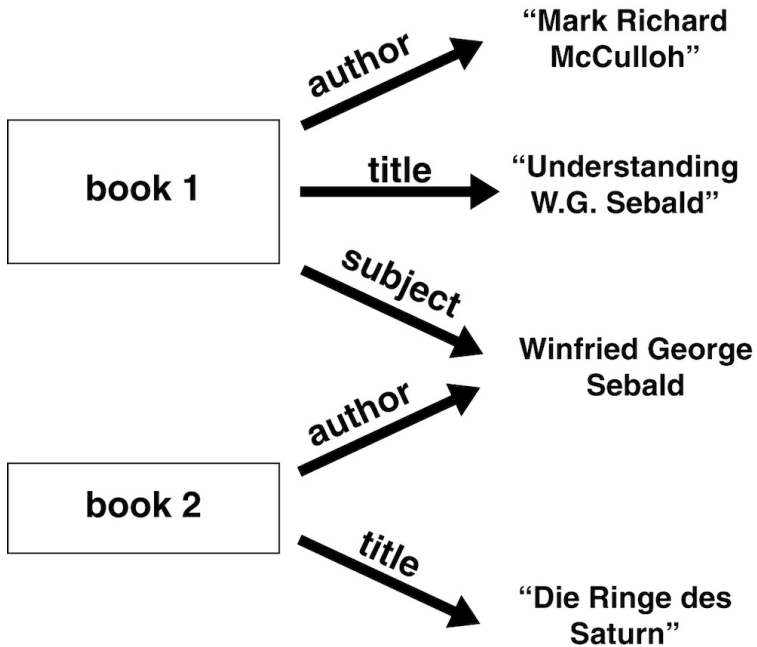 “Mark Richard
McCulloh”
author
book 1
title
“Understanding
W.G. Sebald”
subject
Winfried George
Sebald
author
book 2
title
“Die Ringe des
Saturn”